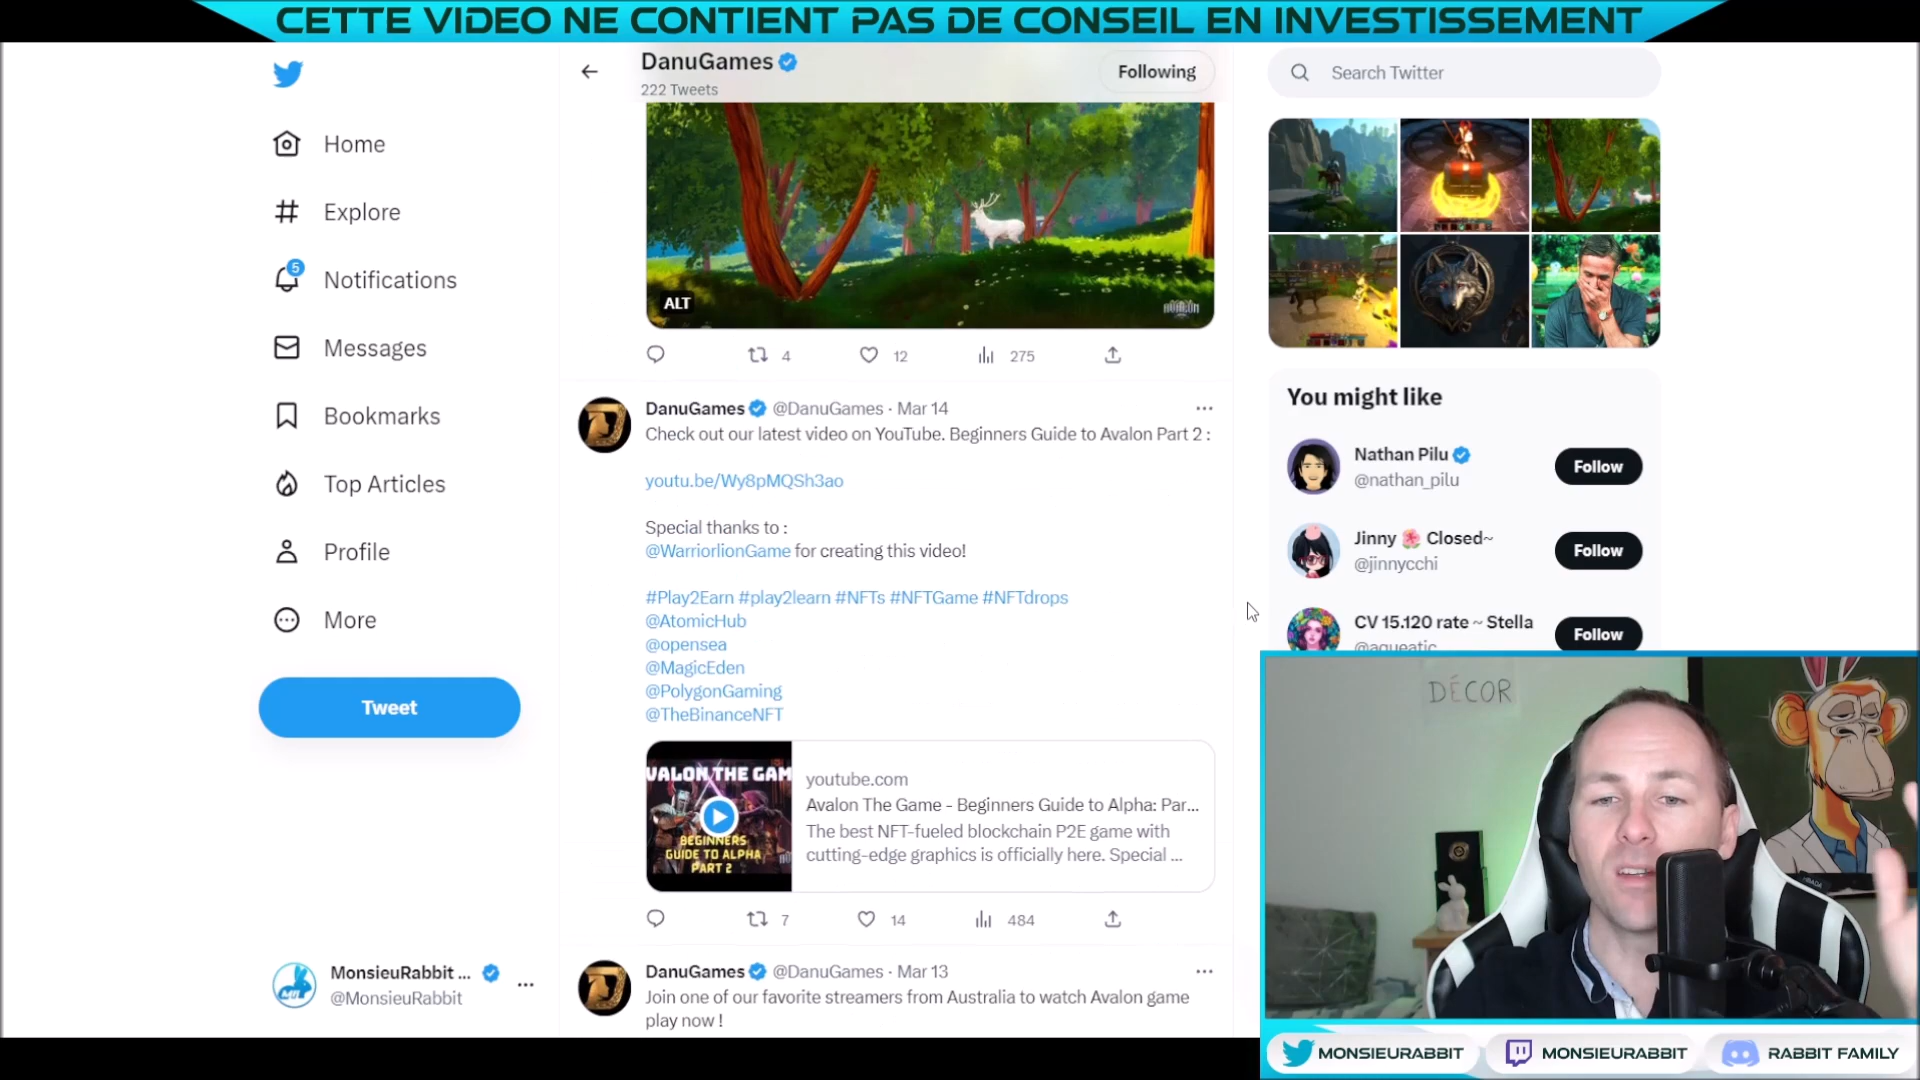 CETTE VIDEO NE CONTIENT PAS DE CONSEIL EN INVESTISSEMENT
DanuGames
222 Tweets
Following
Search Twitter
Home
Explore
5
Notifications
Messages
Bookmarks
Top Articles
Profile
More
Tweet
MonsieuRabbit ...
@MonsieuRabbit
ALT
AVALON
4
12
275
DanuGames @DanuGames · Mar 14
Check out our latest video on YouTube. Beginners Guide to Avalon Part 2 :
youtu.be/Wy8pMQSh3ao
Special thanks to :
@WarriorlionGame for creating this video!
#Play2Earn #play2learn #NFTs #NFTGame #NFTdrops
@AtomicHub
@opensea
@MagicEden
@PolygonGaming
@TheBinanceNFT
VALON THE GAM
BEGINNERS
GUIDE TO ALPHA
PART 2
youtube.com
Avalon The Game - Beginners Guide to Alpha: Par...
The best NFT-fueled blockchain P2E game with
cutting-edge graphics is officially here. Special ...
7
14
484
DanuGames @DanuGames · Mar 13
Join one of our favorite streamers from Australia to watch Avalon game
play now !
You might like
Nathan Pilu
@nathan_pilu
Follow
Jinny Closed~
@jinnycchi
Follow
CV 15.120 rate ~ Stella
@aqueatic
Follow
DÉCOR
MONSIEURABBIT
MONSIEURABBIT
RABBIT FAMILY